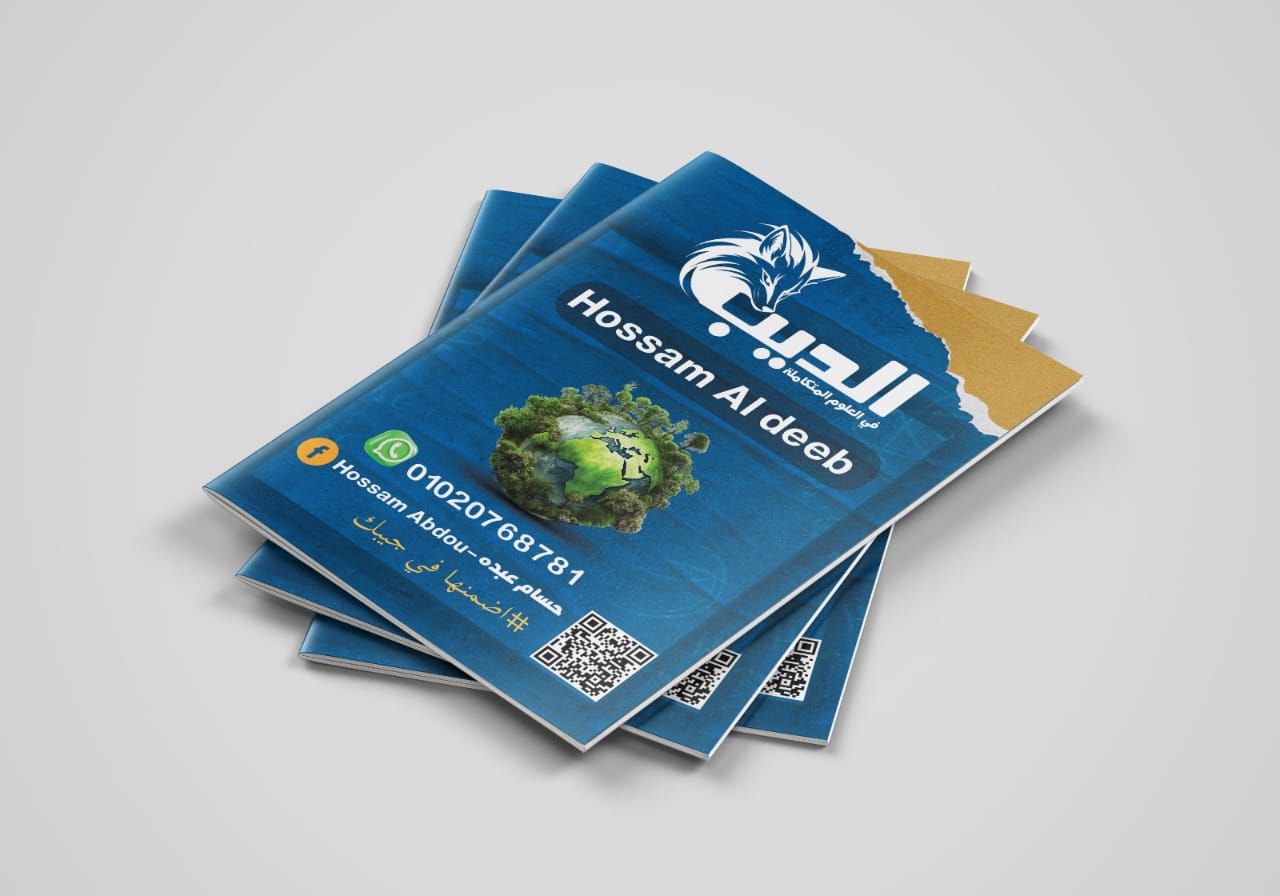 الديب
في العلوم المتكاملة
Hossam Al deeb
01020768781
Hossam Abdou - حسام عبده
#اضمنها في جيبك